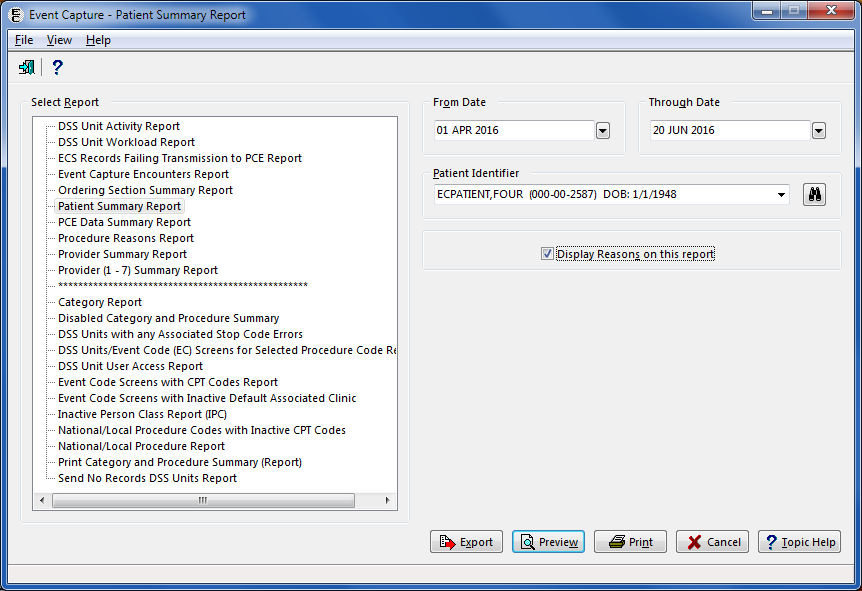 Event Capture - Patient Summary Report
File View Help
Select Report
DSS Unit Activity Report
DSS Unit Workload Report
ECS Records Failing Transmission to PCE Report
Event Capture Encounters Report
Ordering Section Summary Report
Patient Summary Report
PCE Data Summary Report
Procedure Reasons Report
Provider Summary Report
Provider (1 - 7) Summary Report
**************************************************
Category Report
Disabled Category and Procedure Summary
DSS Units with any Associated Stop Code Errors
DSS Units/Event Code (EC) Screens for Selected Procedure Code Re
DSS Unit User Access Report
Event Code Screens with CPT Codes Report
Event Code Screens with Inactive Default Associated Clinic
Inactive Person Class Report (IPC)
National/Local Procedure Codes with Inactive CPT Codes
National/Local Procedure Report
Print Category and Procedure Summary (Report)
Send No Records DSS Units Report
From Date
01 APR 2016
Through Date
20 JUN 2016
Patient Identifier
ECPATIENT,FOUR (000-00-2587) DOB: 1/1/1948
Display Reasons on this report
Export Preview Print Cancel Topic Help